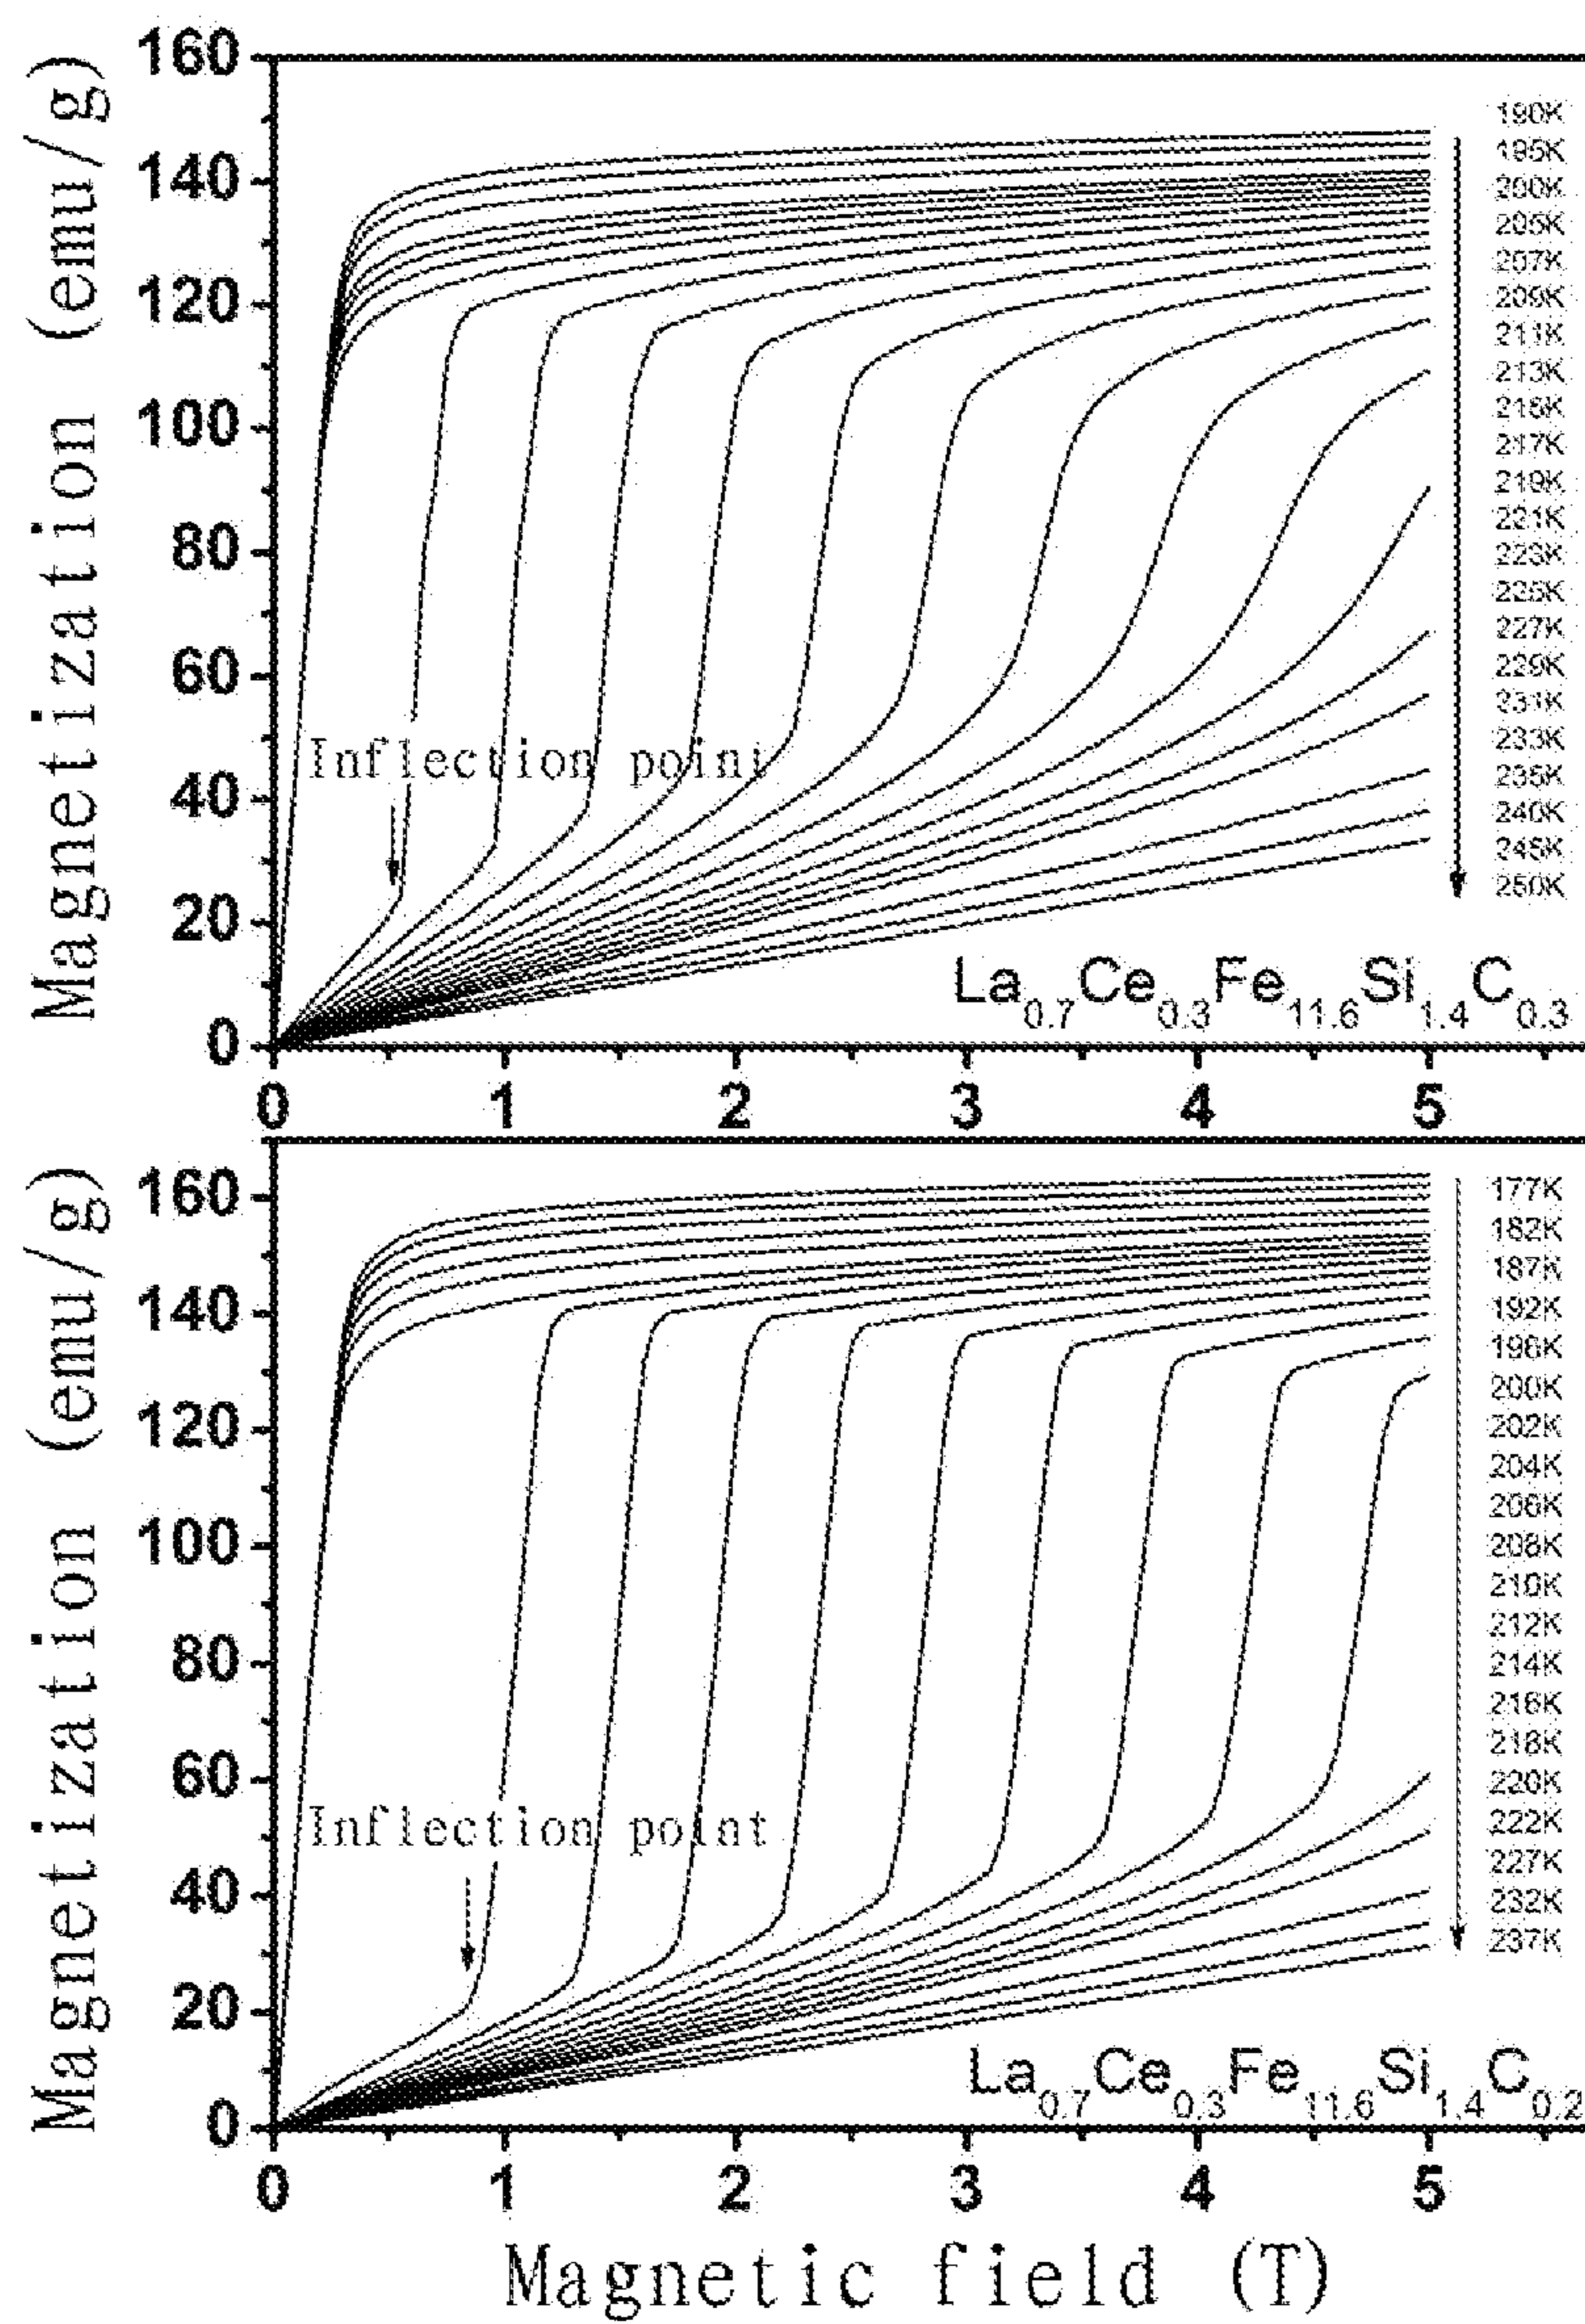 Magnetization (emu/g)
160
140
120
100
80
60
40
20
0
190K
195K
200K
205K
207K
209K
211K
213K
215K
217K
219K
221K
223K
225K
227K
229K
231K
233K
235K
240K
245K
250K
Inflection point
La0.7Ce0.3Fe11.6Si1.4C0.3
0 1 2 3 4 5
Magnetization (emu/g)
160
140
120
100
80
60
40
20
0
177K
182K
187K
192K
200K
202K
204K
206K
208K
210K
212K
214K
216K
218K
220K
222K
227K
232K
237K
Inflection point
La0.7Ce0.3Fe11.6Si1.4C0.2
0 1 2 3 4 5
Magnetic field (T)